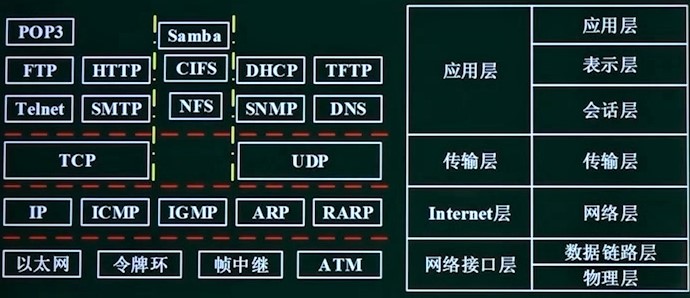 POP3 Samba
FTP HTTP CIFS DHCP TFTP
Telnet SMTP NFS SNMP DNS
TCP UDP
IP ICMP IGMP ARP RARP
以太网 令牌环 帧中继 ATM
应用层 应用层
表示层
会话层
传输层 传输层
Internet层 网络层
网络接口层 数据链路层
物理层